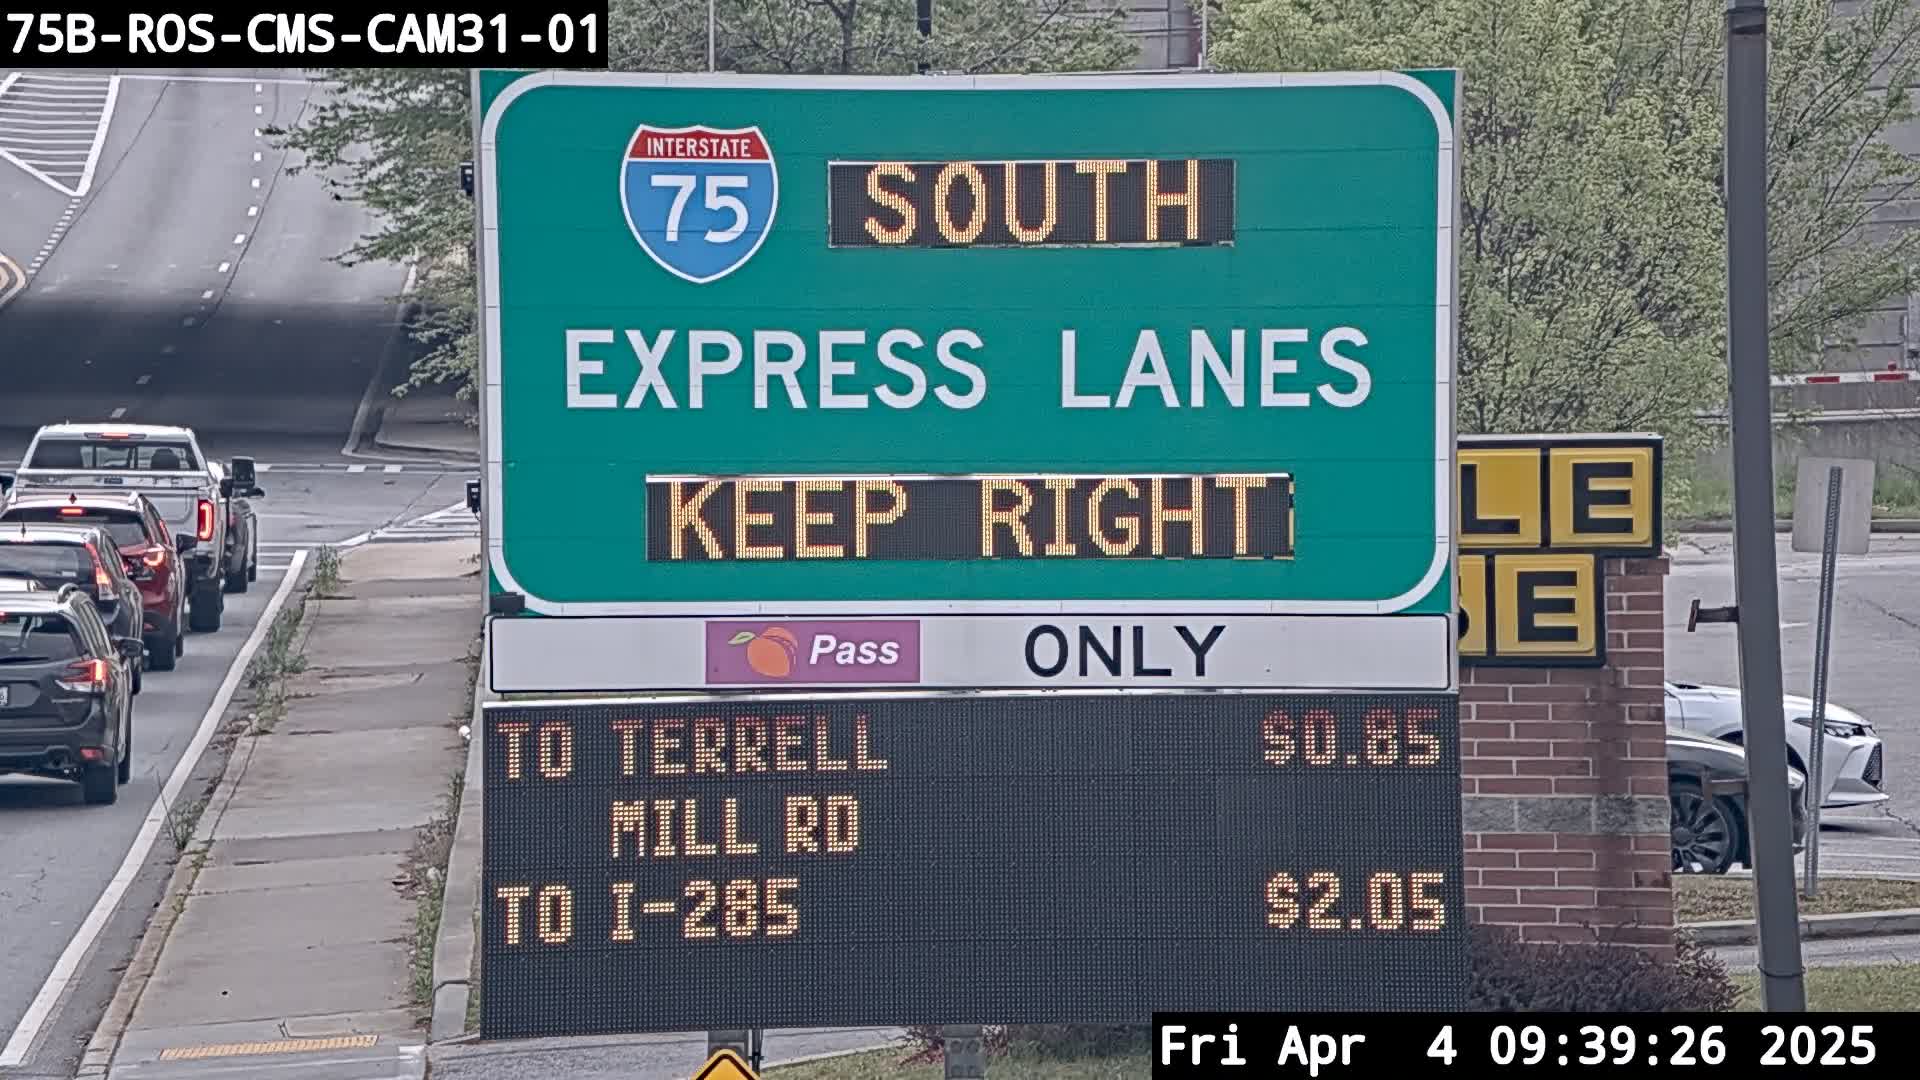 75B-ROS-CMS-CAM31-01
INTERSTATE
75
SOUTH
EXPRESS LANES
KEEP RIGHT
Pass ONLY
TO TERRELL $0.85
MILL RD
TO I-285 $2.05
LE
E
Fri Apr 4 09:39:26 2025